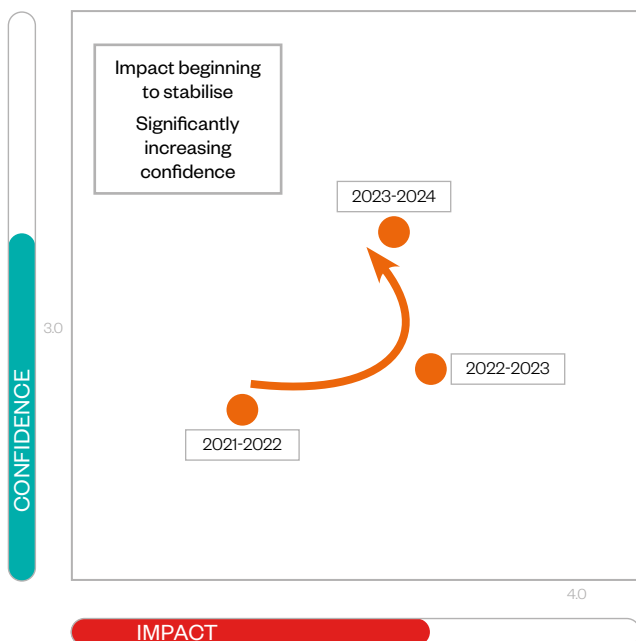 Impact beginning
to stabilise
Significantly
increasing
confidence
2023-2024
3.0
2022-2023
2021-2022
CONFIDENCE
4.0
IMPACT